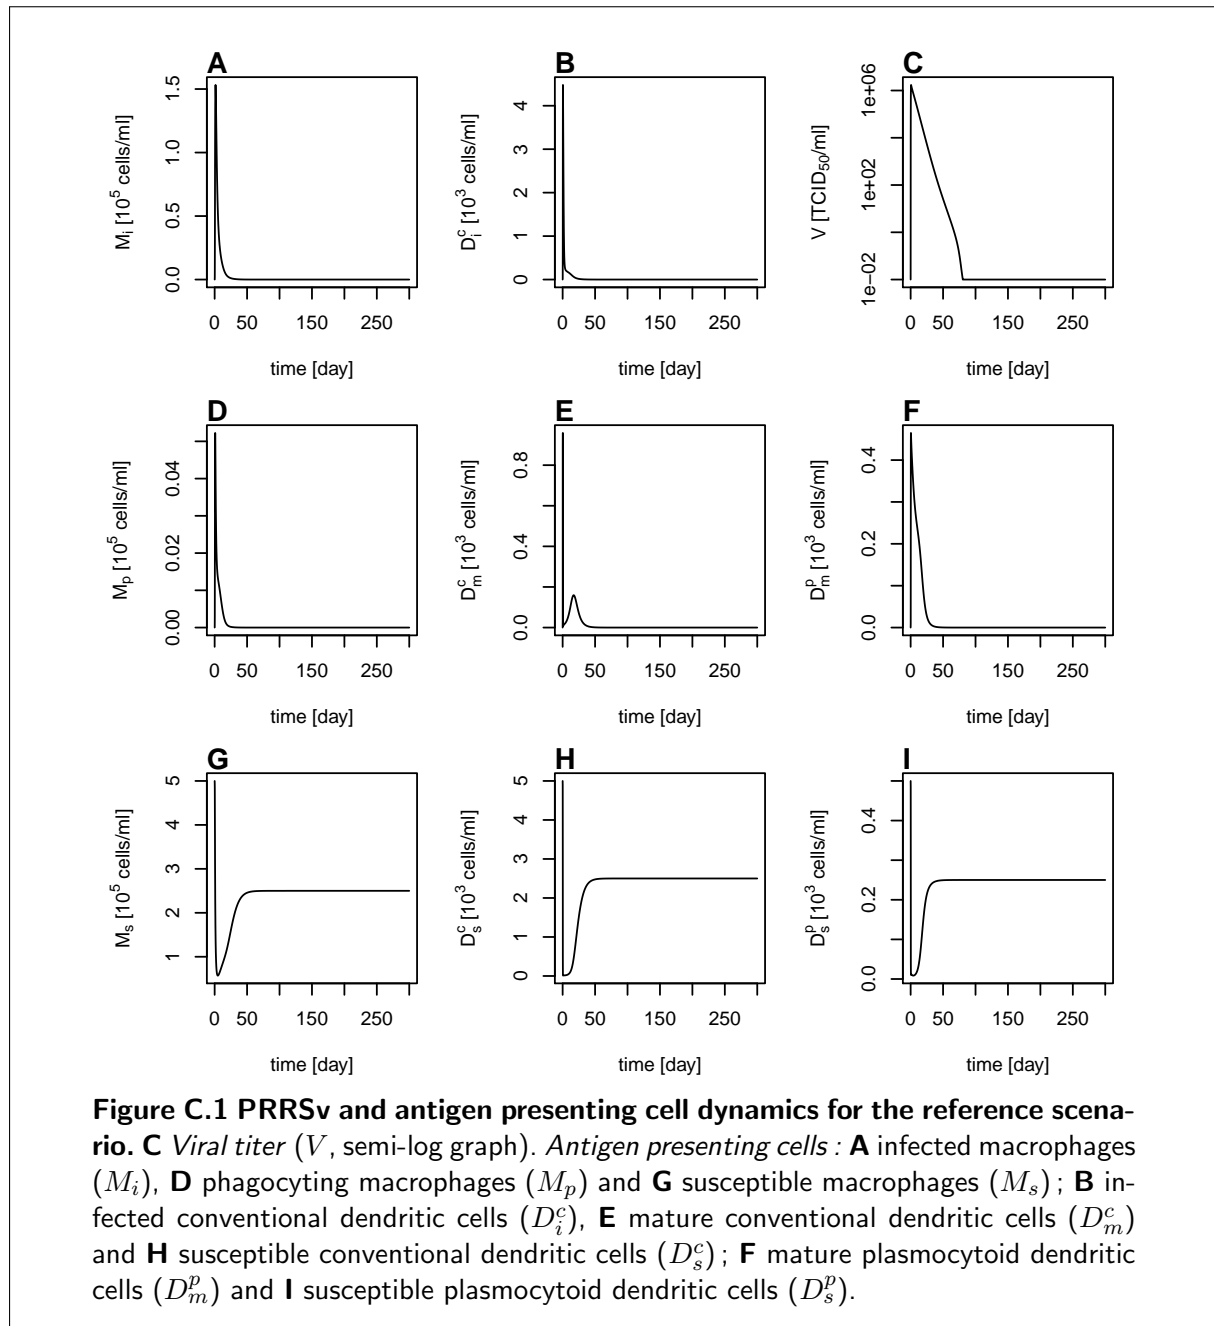 A
B
C
M_i [10^5 cells/ml]
0.0 0.5 1.0 1.5
0 50 150 250
time [day]
D_i^c [10^3 cells/ml]
0 1 2 3 4
0 50 150 250
time [day]
V [TCID_50/ml]
1e−02 1e+02 1e+06
0 50 150 250
time [day]
D
E
F
M_p [10^5 cells/ml]
0.00 0.02 0.04
0 50 150 250
time [day]
D_m^c [10^3 cells/ml]
0.0 0.4 0.8
0 50 150 250
time [day]
D_m^p [10^3 cells/ml]
0.0 0.2 0.4
0 50 150 250
time [day]
G
H
I
M_s [10^5 cells/ml]
1 2 3 4 5
0 50 150 250
time [day]
D_s^c [10^3 cells/ml]
0 1 2 3 4 5
0 50 150 250
time [day]
D_s^p [10^3 cells/ml]
0.0 0.2 0.4
0 50 150 250
time [day]
Figure C.1 PRRSv and antigen presenting cell dynamics for the reference scena-
rio. C Viral titer (V, semi-log graph). Antigen presenting cells : A infected macrophages
(M_i), D phagocyting macrophages (M_p) and G susceptible macrophages (M_s) ; B in-
fected conventional dendritic cells (D_i^c), E mature conventional dendritic cells (D_m^c)
and H susceptible conventional dendritic cells (D_s^c) ; F mature plasmocytoid dendritic
cells (D_m^p) and I susceptible plasmocytoid dendritic cells (D_s^p).